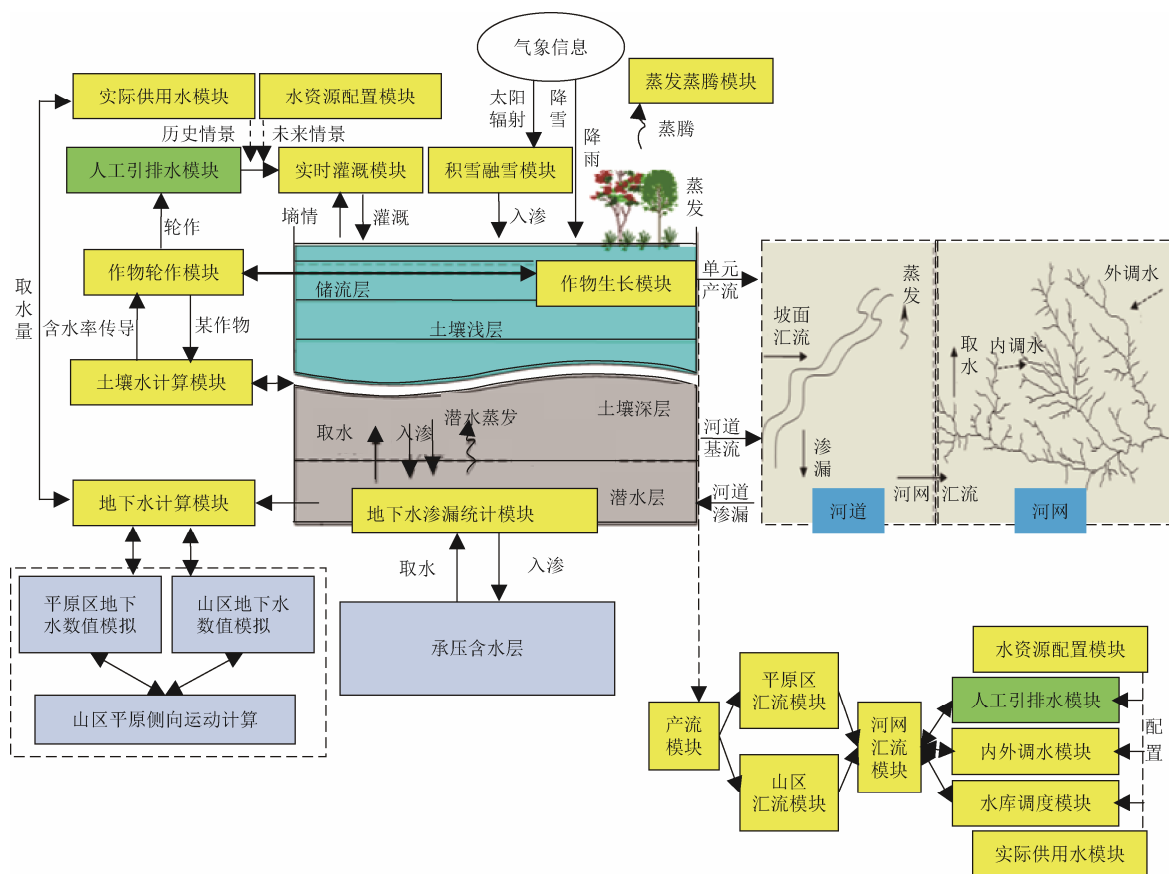 气象信息
实际供用水模块
水资源配置模块
蒸发蒸腾模块
太阳
辐射
降
雪
历史情景
未来情景
蒸腾
降
雨
人工引排水模块
实时灌溉模块
积雪融雪模块
蒸
发
墒情
灌溉
入渗
轮作
作物轮作模块
作物生长模块
单元
产流
储流层
取
水
量
含水率传导
某作物
土壤浅层
土壤水计算模块
土壤深层
取水
入渗
潜水蒸发
河道
基流
潜水层
河道
渗漏
地下水计算模块
地下水渗漏统计模块
坡面
汇流
蒸
发
渗
漏
河网
汇流
河道
外调水
取
水
内调水
河网
取水
入渗
承压含水层
平原区地下
水数值模拟
山区地下水
数值模拟
山区平原侧向运动计算
产流
模块
平原区
汇流模块
山区
汇流模块
河网
汇流
模块
水资源配置模块
人工引排水模块
内外调水模块
水库调度模块
实际供用水模块
配
置